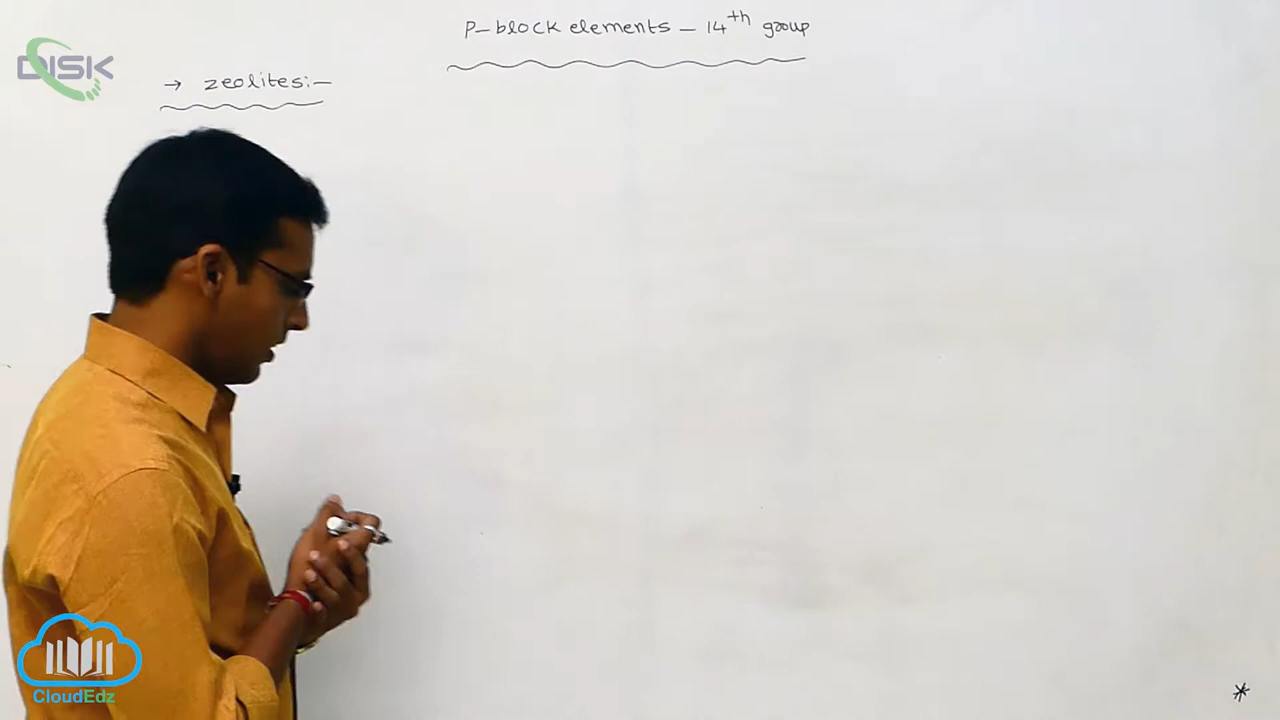 P-block elements - 14th group
DISK
→ zeolites:-
CloudEdz
*